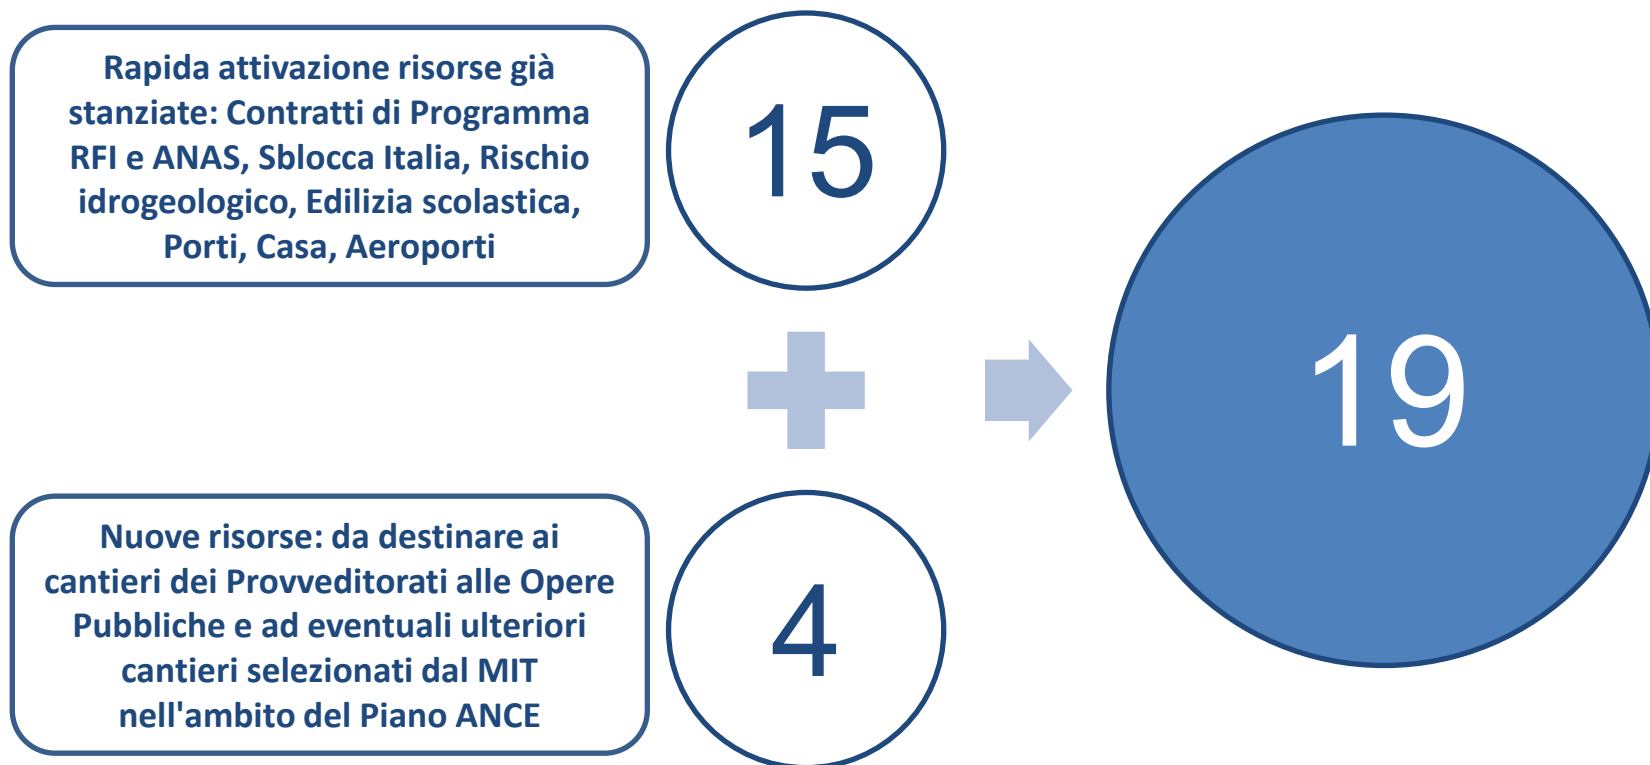 Rapida attivazione risorse già
stanziate: Contratti di Programma
RFI e ANAS, Sblocca Italia, Rischio
idrogeologico, Edilizia scolastica,
Porti, Casa, Aeroporti
15
19
Nuove risorse: da destinare ai
cantieri dei Provveditorati alle Opere
Pubbliche e ad eventuali ulteriori
cantieri selezionati dal MIT
nell'ambito del Piano ANCE
4